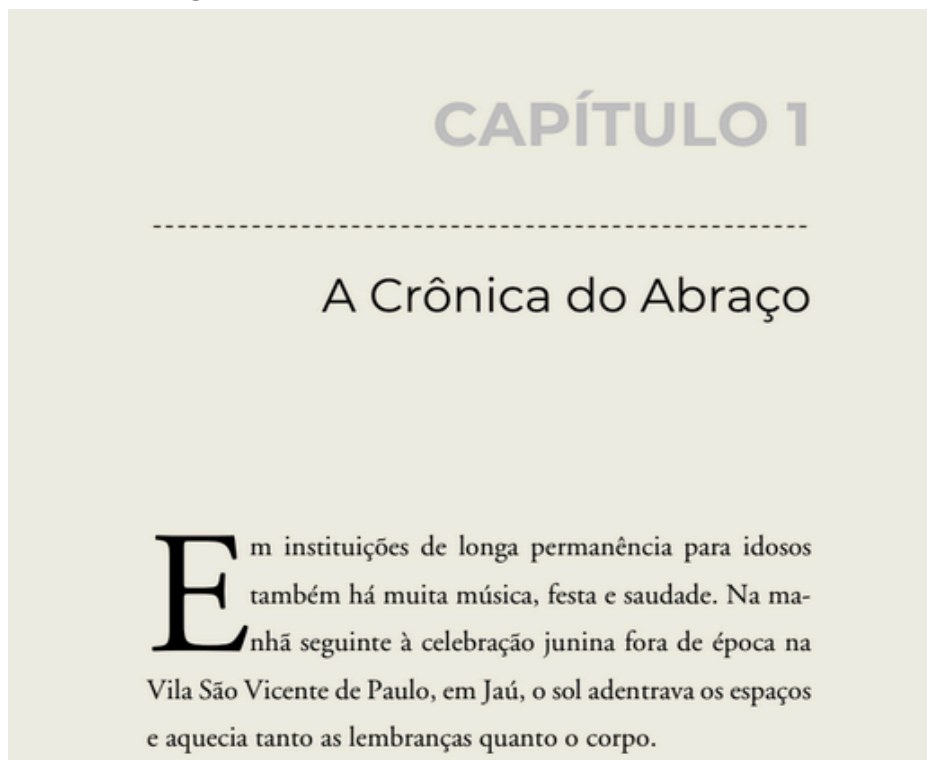 CAPÍTULO 1
A Crônica do Abraço
Em instituições de longa permanência para idosos
também há muita música, festa e saudade. Na ma-
nhã seguinte à celebração junina fora de época na
Vila São Vicente de Paulo, em Jaú, o sol adentrava os espaços
e aquecia tanto as lembranças quanto o corpo.